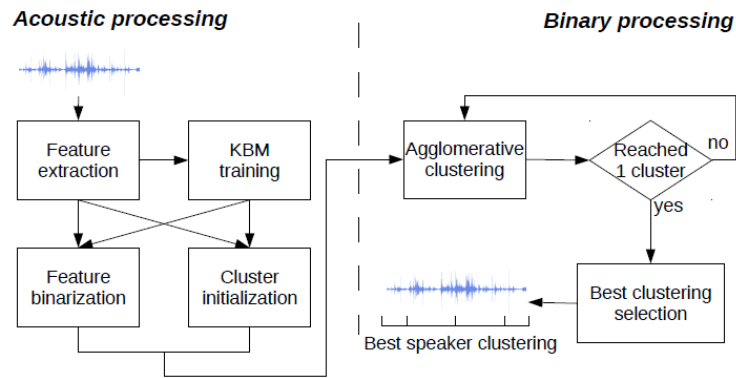 Acoustic processing
Binary processing
Feature
extraction
KBM
training
Agglomerative
clustering
Reached
1 cluster
no
yes
Feature
binarization
Cluster
initialization
Best clustering
selection
Best speaker clustering